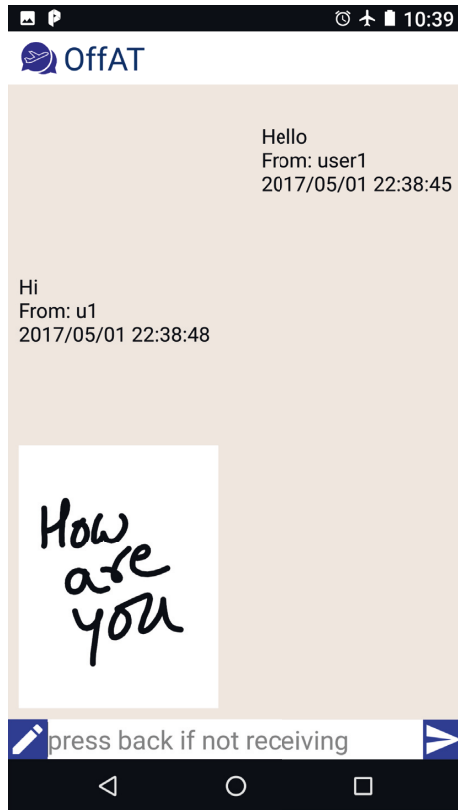 10:39
OffAT
Hello
From: user1
2017/05/01 22:38:45
Hi
From: u1
2017/05/01 22:38:48
How
are
you
press back if not receiving